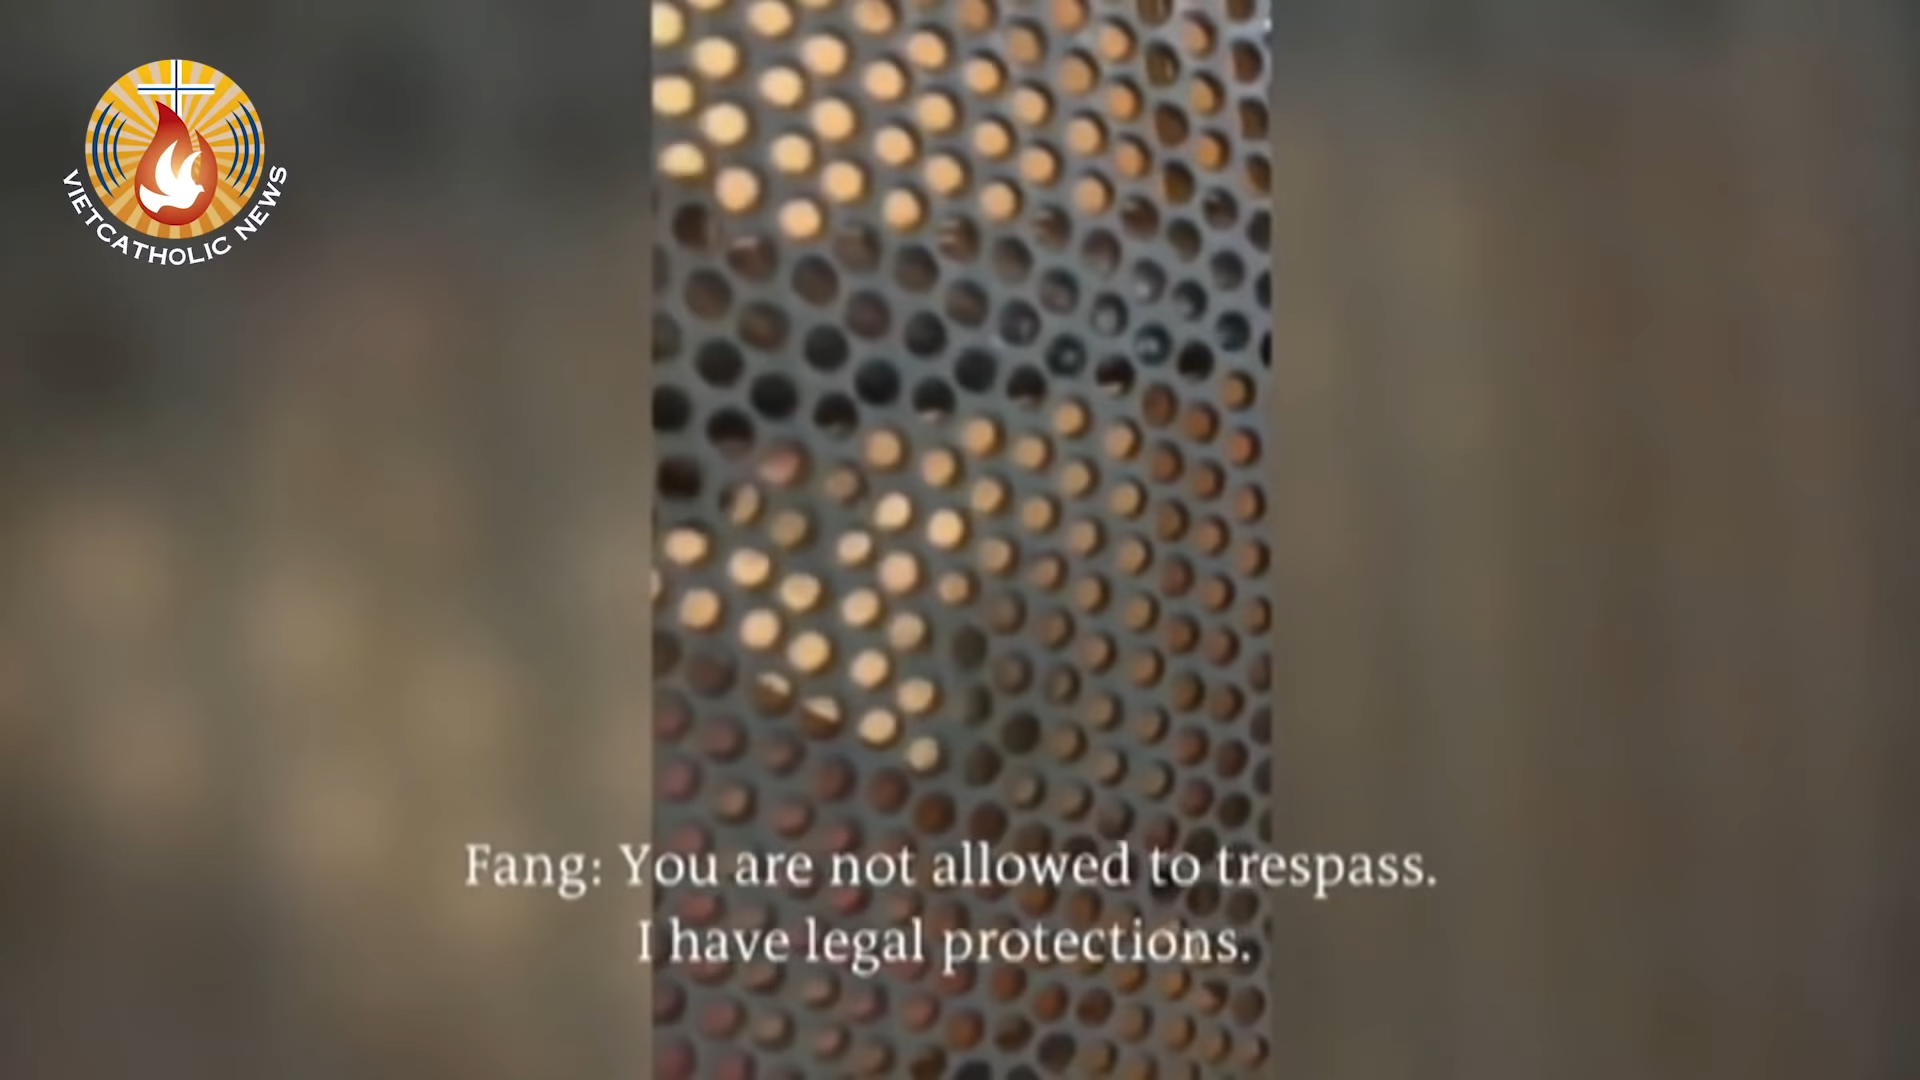 VIETCATHOLIC NEWS
Fang: You are not allowed to trespass.
I have legal protections.